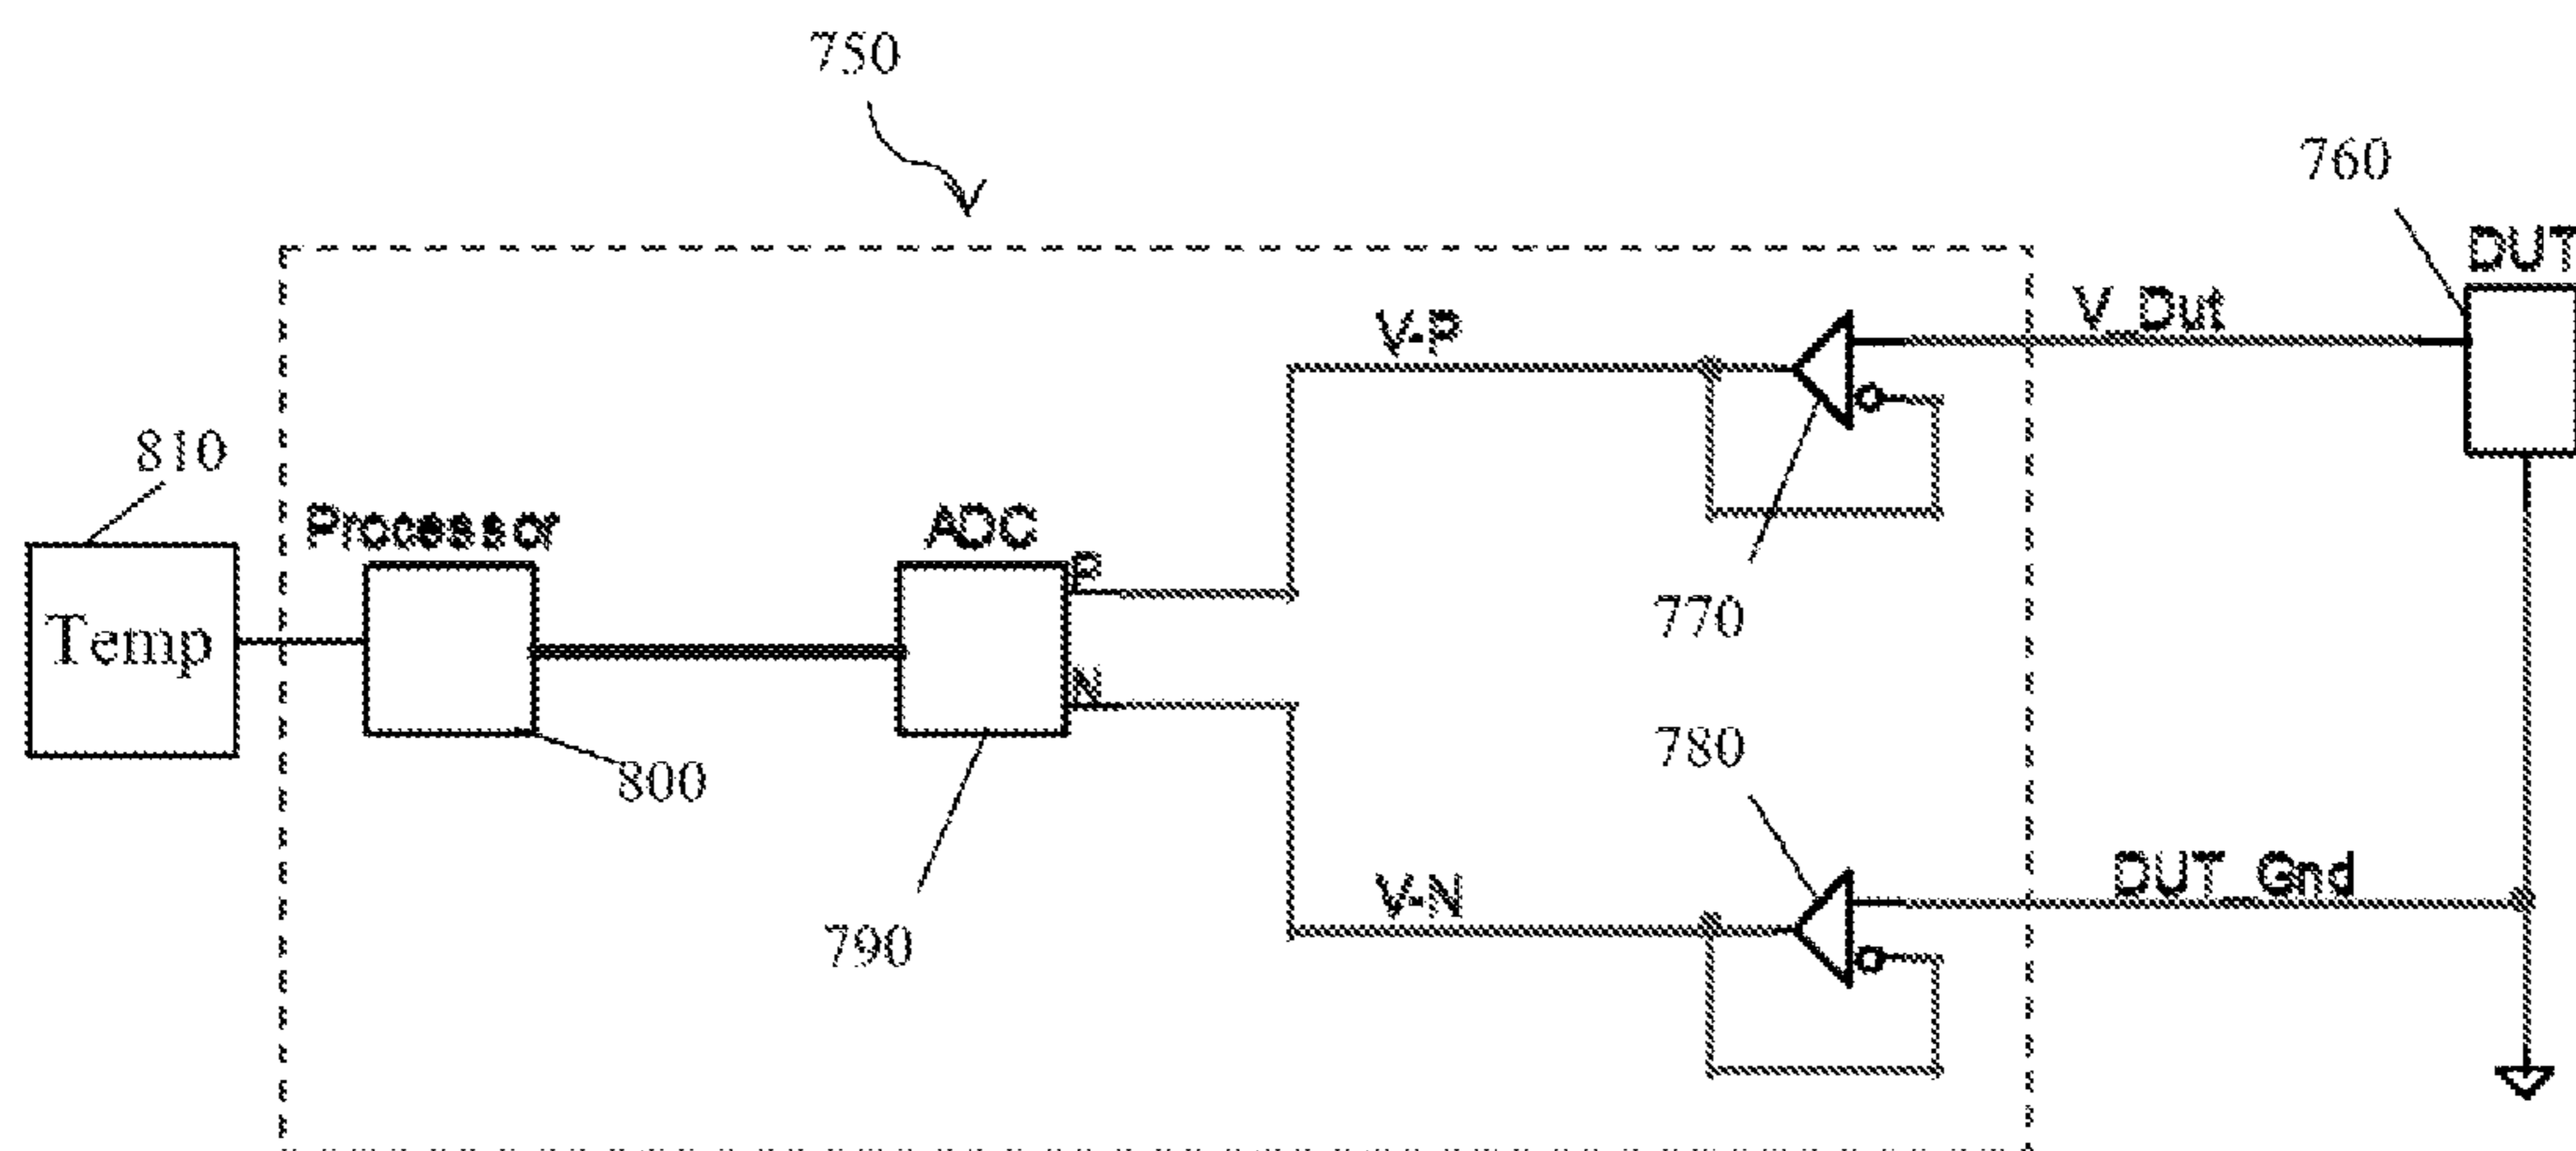 750
760
DUT
V_Dut
V-P
810
Processor
ADC
P
Temp
770
N
780
800
DUT_Gnd
V-N
790